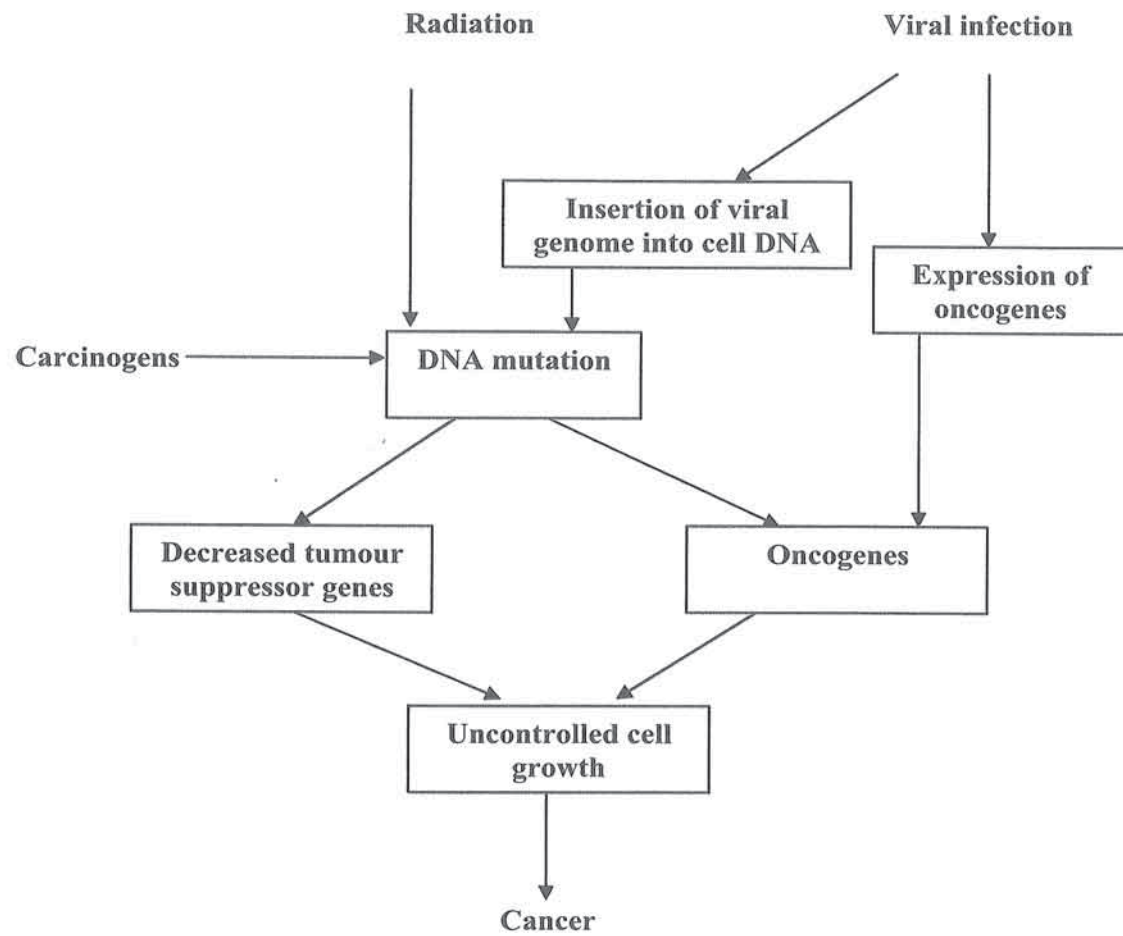 Radiation
Viral infection
Insertion of viral
genome into cell DNA
Expression of
oncogenes
Carcinogens
DNA mutation
Decreased tumour
suppressor genes
Oncogenes
Uncontrolled cell
growth
Cancer